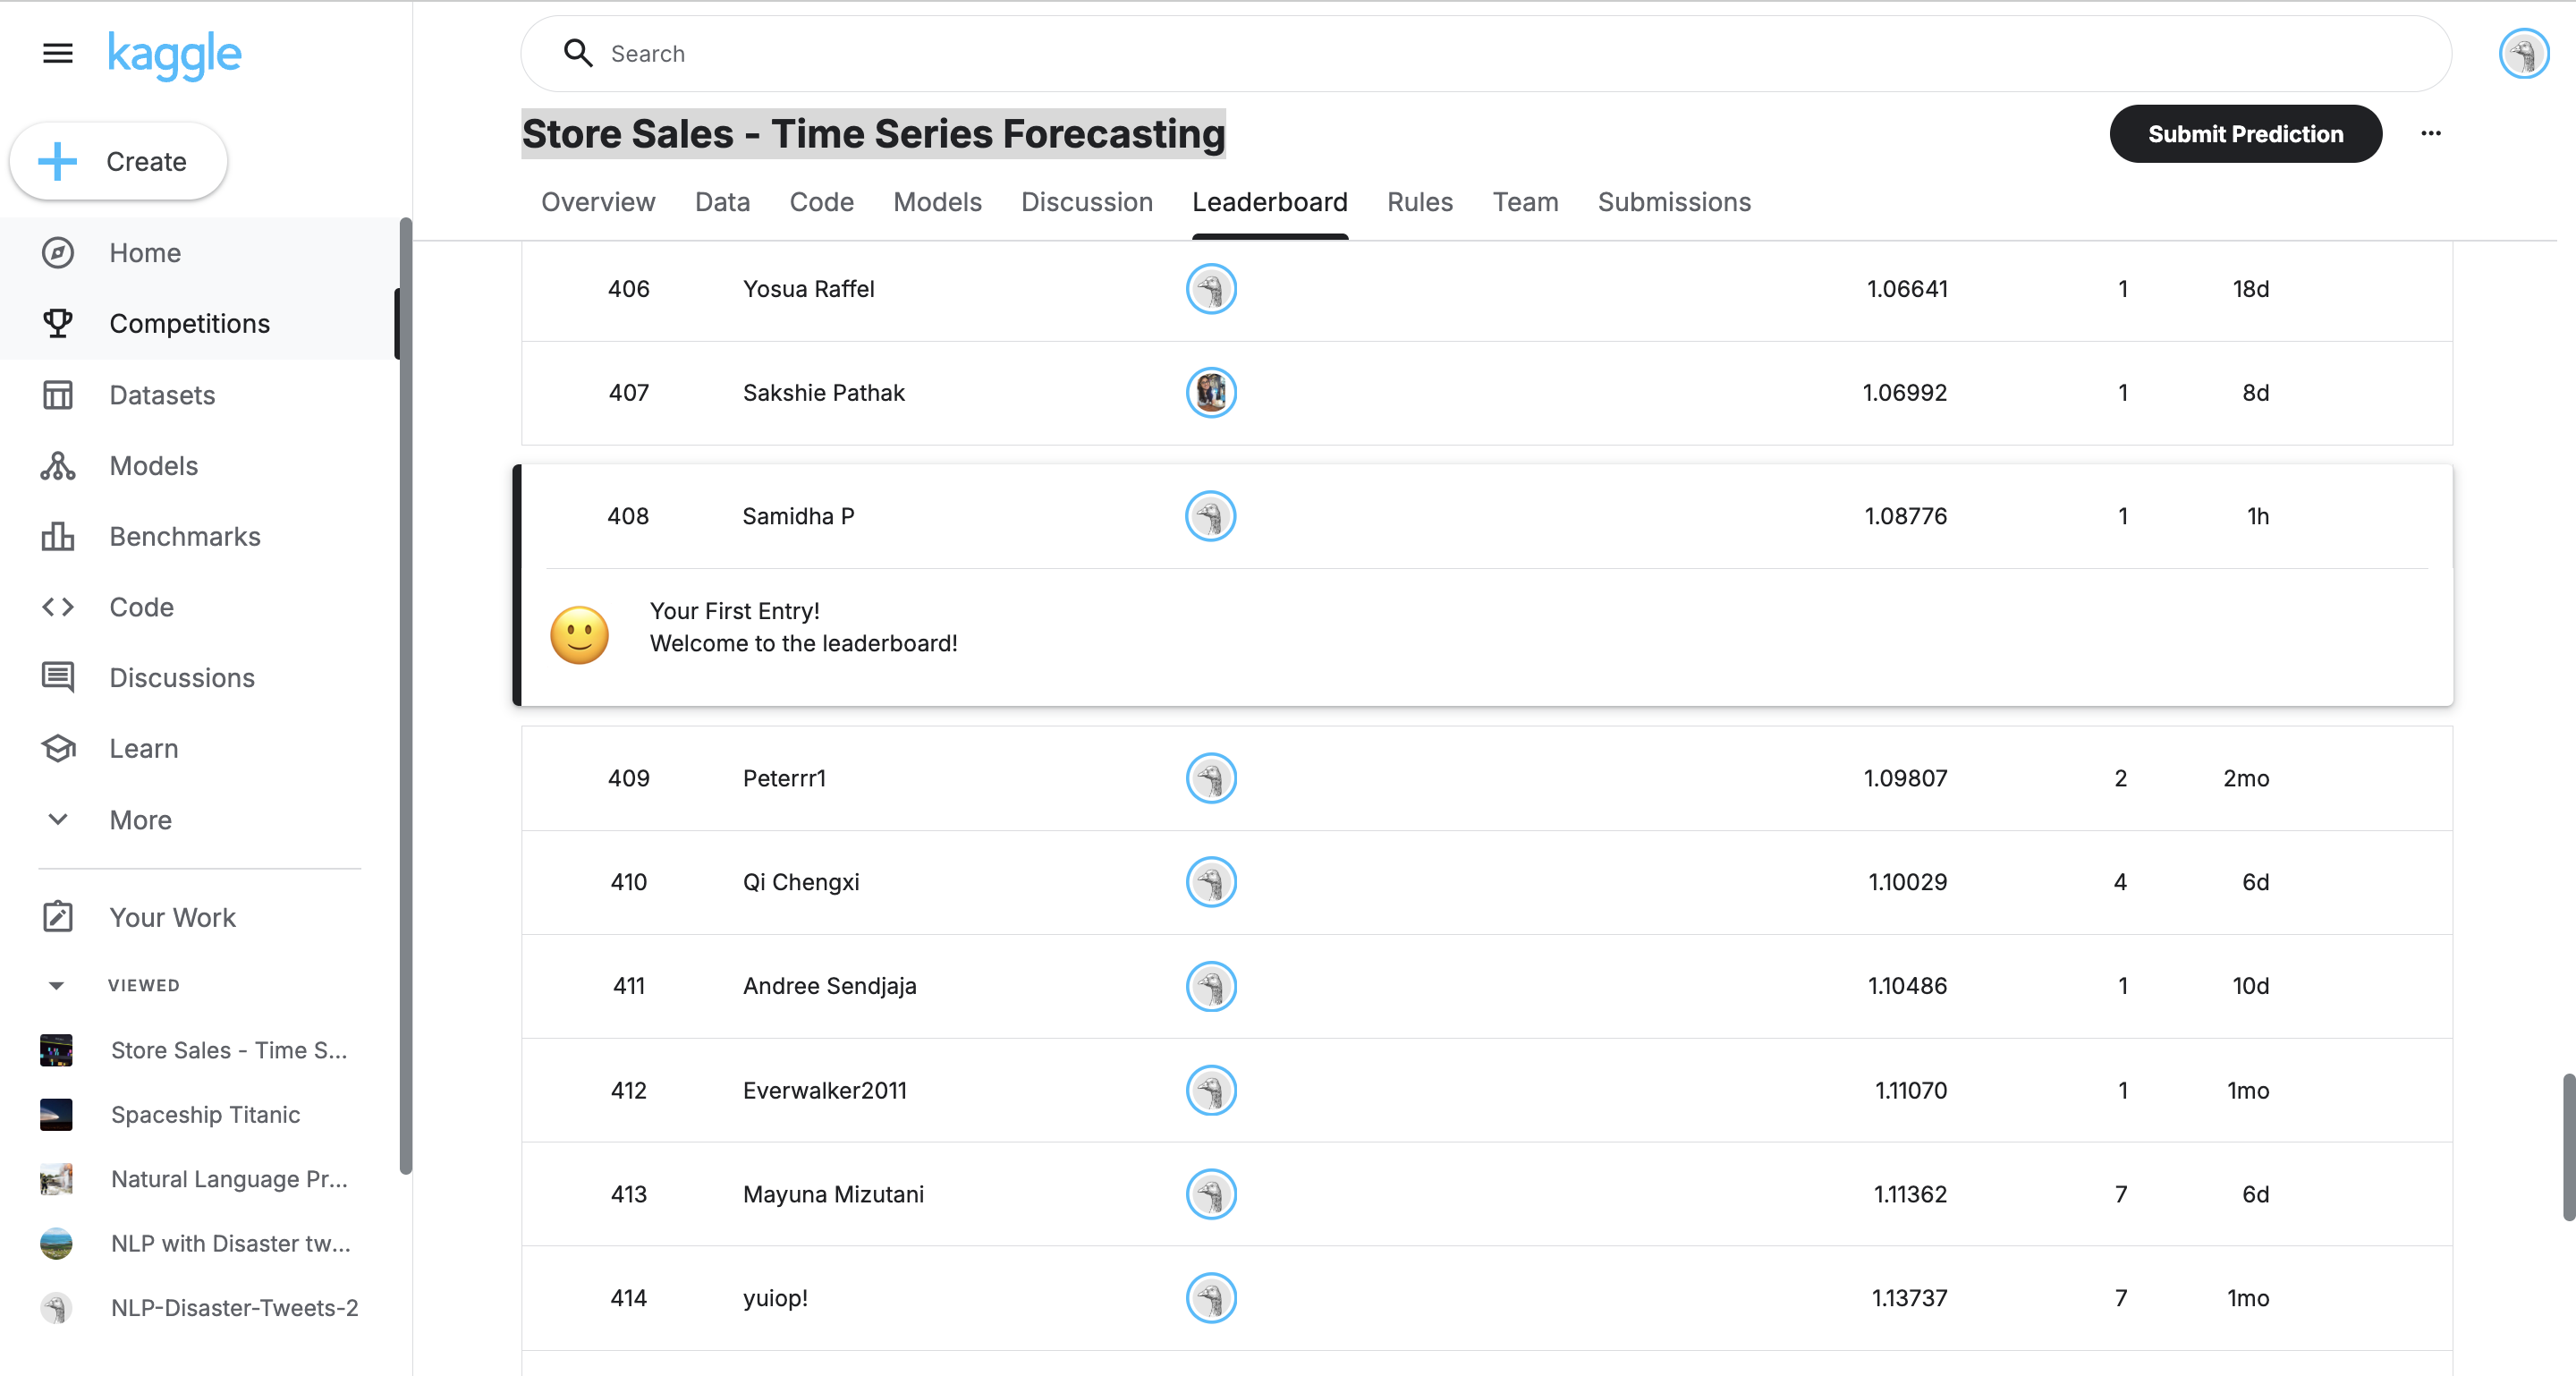 kaggle
Search
Create
Store Sales - Time Series Forecasting
Submit Prediction
Overview Data Code Models Discussion Leaderboard Rules Team Submissions
Home
Competitions
Datasets
Models
Benchmarks
Code
Discussions
Learn
More
Your Work
VIEWED
Store Sales - Time S...
Spaceship Titanic
Natural Language Pr...
NLP with Disaster tw...
NLP-Disaster-Tweets-2
406 Yosua Raffel 1.06641 1 18d
407 Sakshie Pathak 1.06992 1 8d
408 Samidha P 1.08776 1 1h
Your First Entry!
Welcome to the leaderboard!
409 Peterrr1 1.09807 2 2mo
410 Qi Chengxi 1.10029 4 6d
411 Andree Sendjaja 1.10486 1 10d
412 Everwalker2011 1.11070 1 1mo
413 Mayuna Mizutani 1.11362 7 6d
414 yuiop! 1.13737 7 1mo